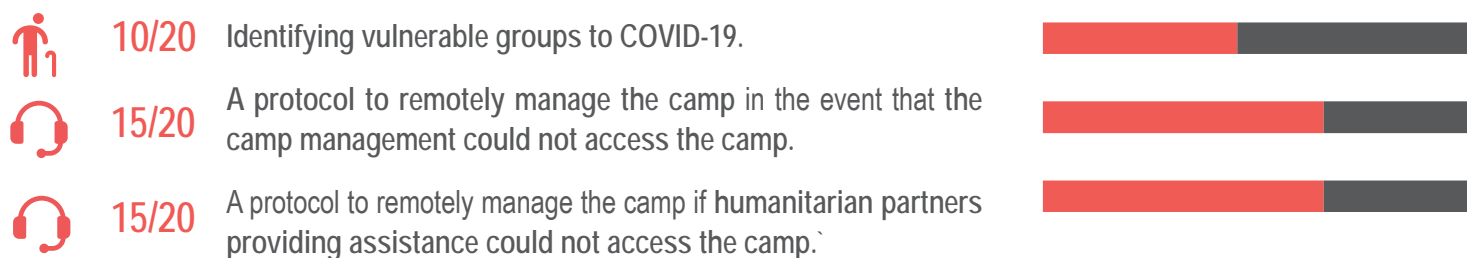 10/20 Identifying vulnerable groups to COVID-19.
15/20 A protocol to remotely manage the camp in the event that the
camp management could not access the camp.
15/20 A protocol to remotely manage the camp if humanitarian partners
providing assistance could not access the camp.`